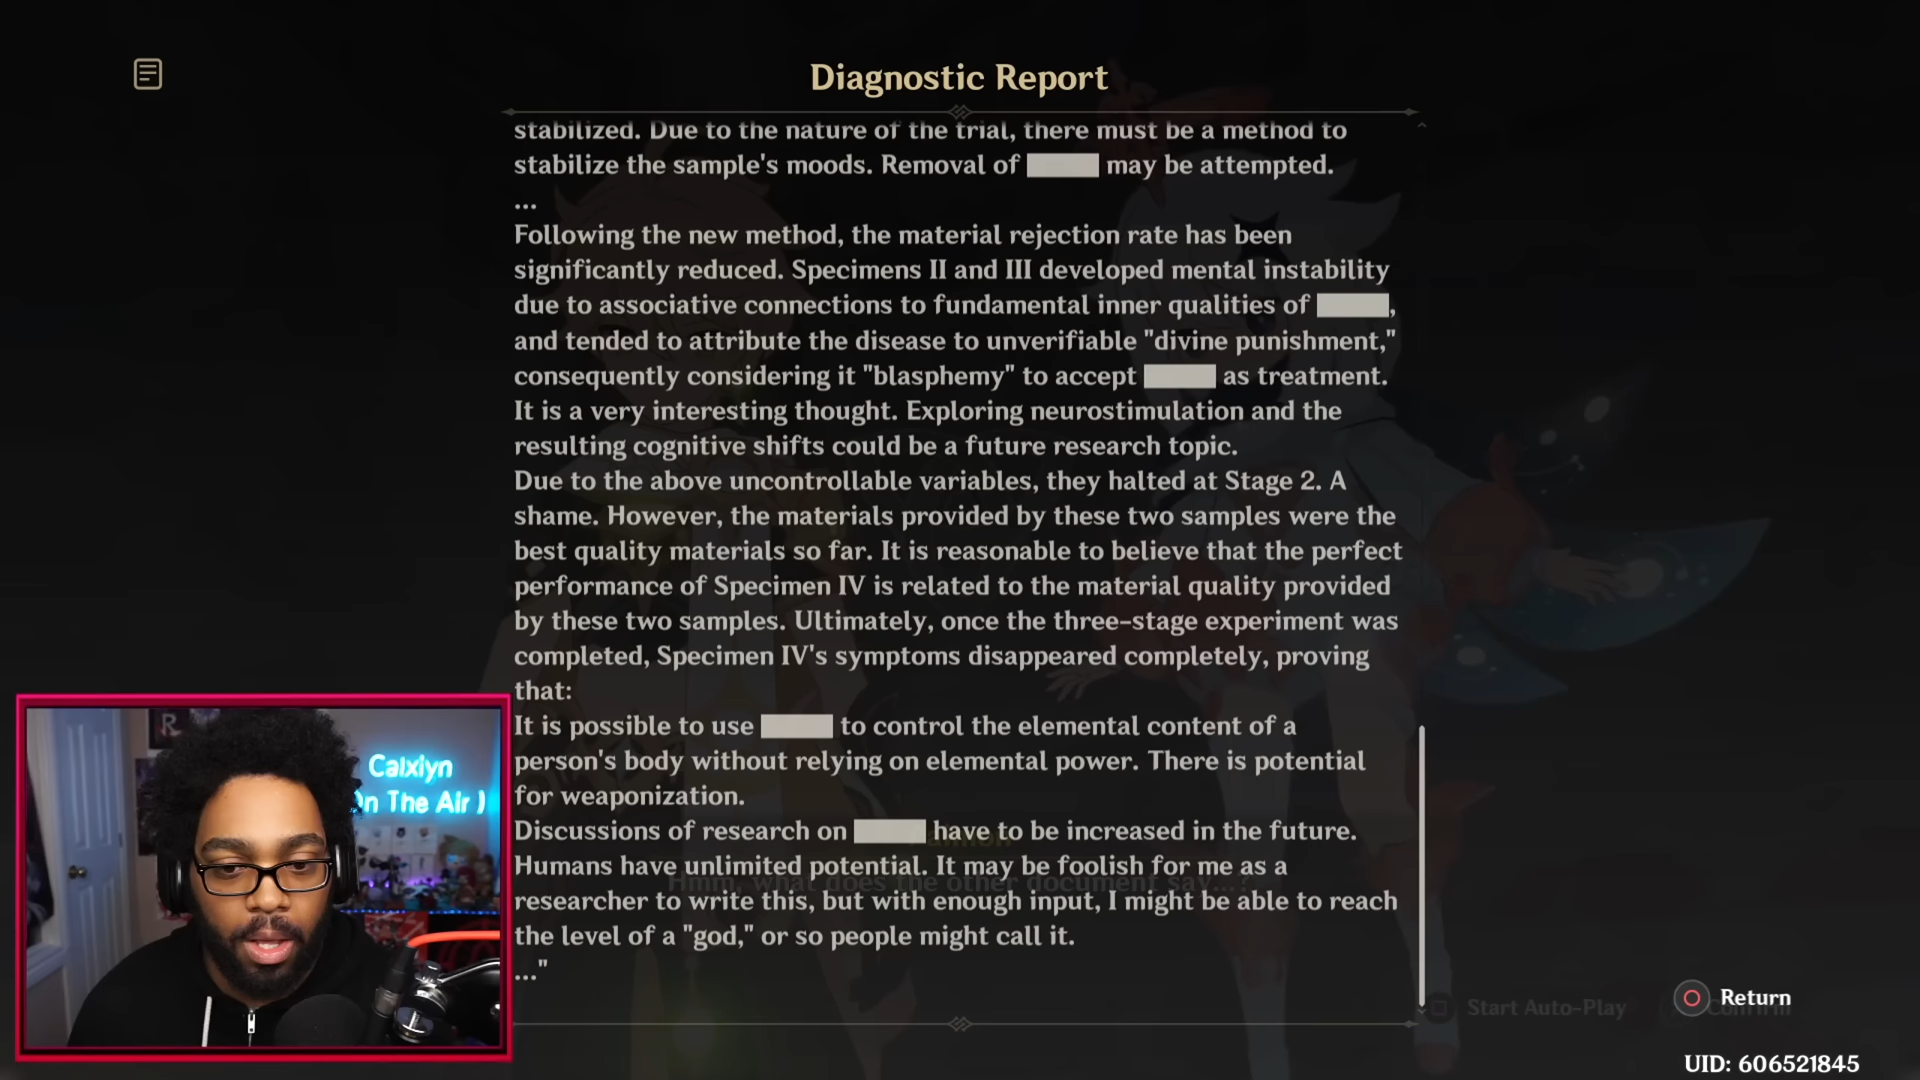 Diagnostic Report
stabilized. Due to the nature of the trial, there must be a method to
stabilize the sample's moods. Removal of may be attempted.
...
Following the new method, the material rejection rate has been
significantly reduced. Specimens II and III developed mental instability
due to associative connections to fundamental inner qualities of ,
and tended to attribute the disease to unverifiable "divine punishment,"
consequently considering it "blasphemy" to accept as treatment.
It is a very interesting thought. Exploring neurostimulation and the
resulting cognitive shifts could be a future research topic.
Due to the above uncontrollable variables, they halted at Stage 2. A
shame. However, the materials provided by these two samples were the
best quality materials so far. It is reasonable to believe that the perfect
performance of Specimen IV is related to the material quality provided
by these two samples. Ultimately, once the three-stage experiment was
completed, Specimen IV's symptoms disappeared completely, proving
that:
It is possible to use to control the elemental content of a
person's body without relying on elemental power. There is potential
for weaponization.
Discussions of research on have to be increased in the future.
Humans have unlimited potential. It may be foolish for me as a
researcher to write this, but with enough input, I might be able to reach
the level of a "god," or so people might call it.
..."
Hmm, what does the other document say...?
R
Calxiyn
On The Air )
Start Auto-Play
Return
Confirm
UID: 606521845